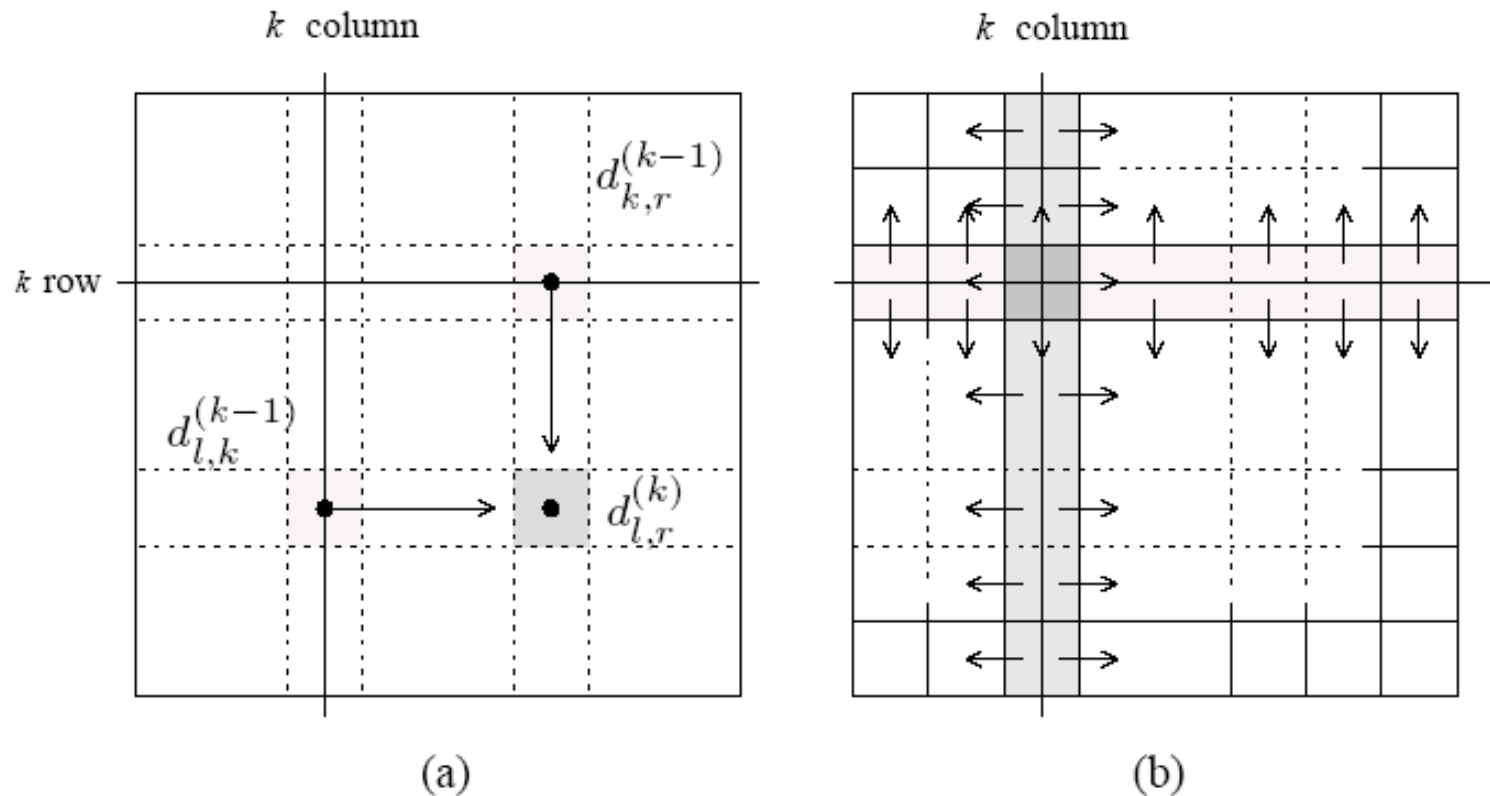 k column
k column
d_{k,r}^{(k-1)}
k row
d_{l,k}^{(k-1)}
d_{l,r}^{(k)}
(a)
(b)